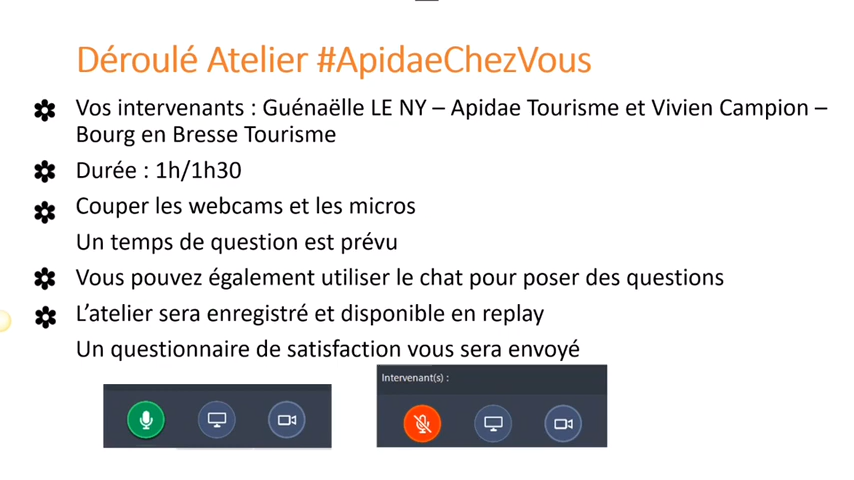 Déroulé Atelier #ApidaeChezVous
Vos intervenants : Guénaëlle LE NY – Apidae Tourisme et Vivien Campion –
Bourg en Bresse Tourisme
Durée : 1h/1h30
Couper les webcams et les micros
Un temps de question est prévu
Vous pouvez également utiliser le chat pour poser des questions
L’atelier sera enregistré et disponible en replay
Un questionnaire de satisfaction vous sera envoyé
Intervenant(s) :